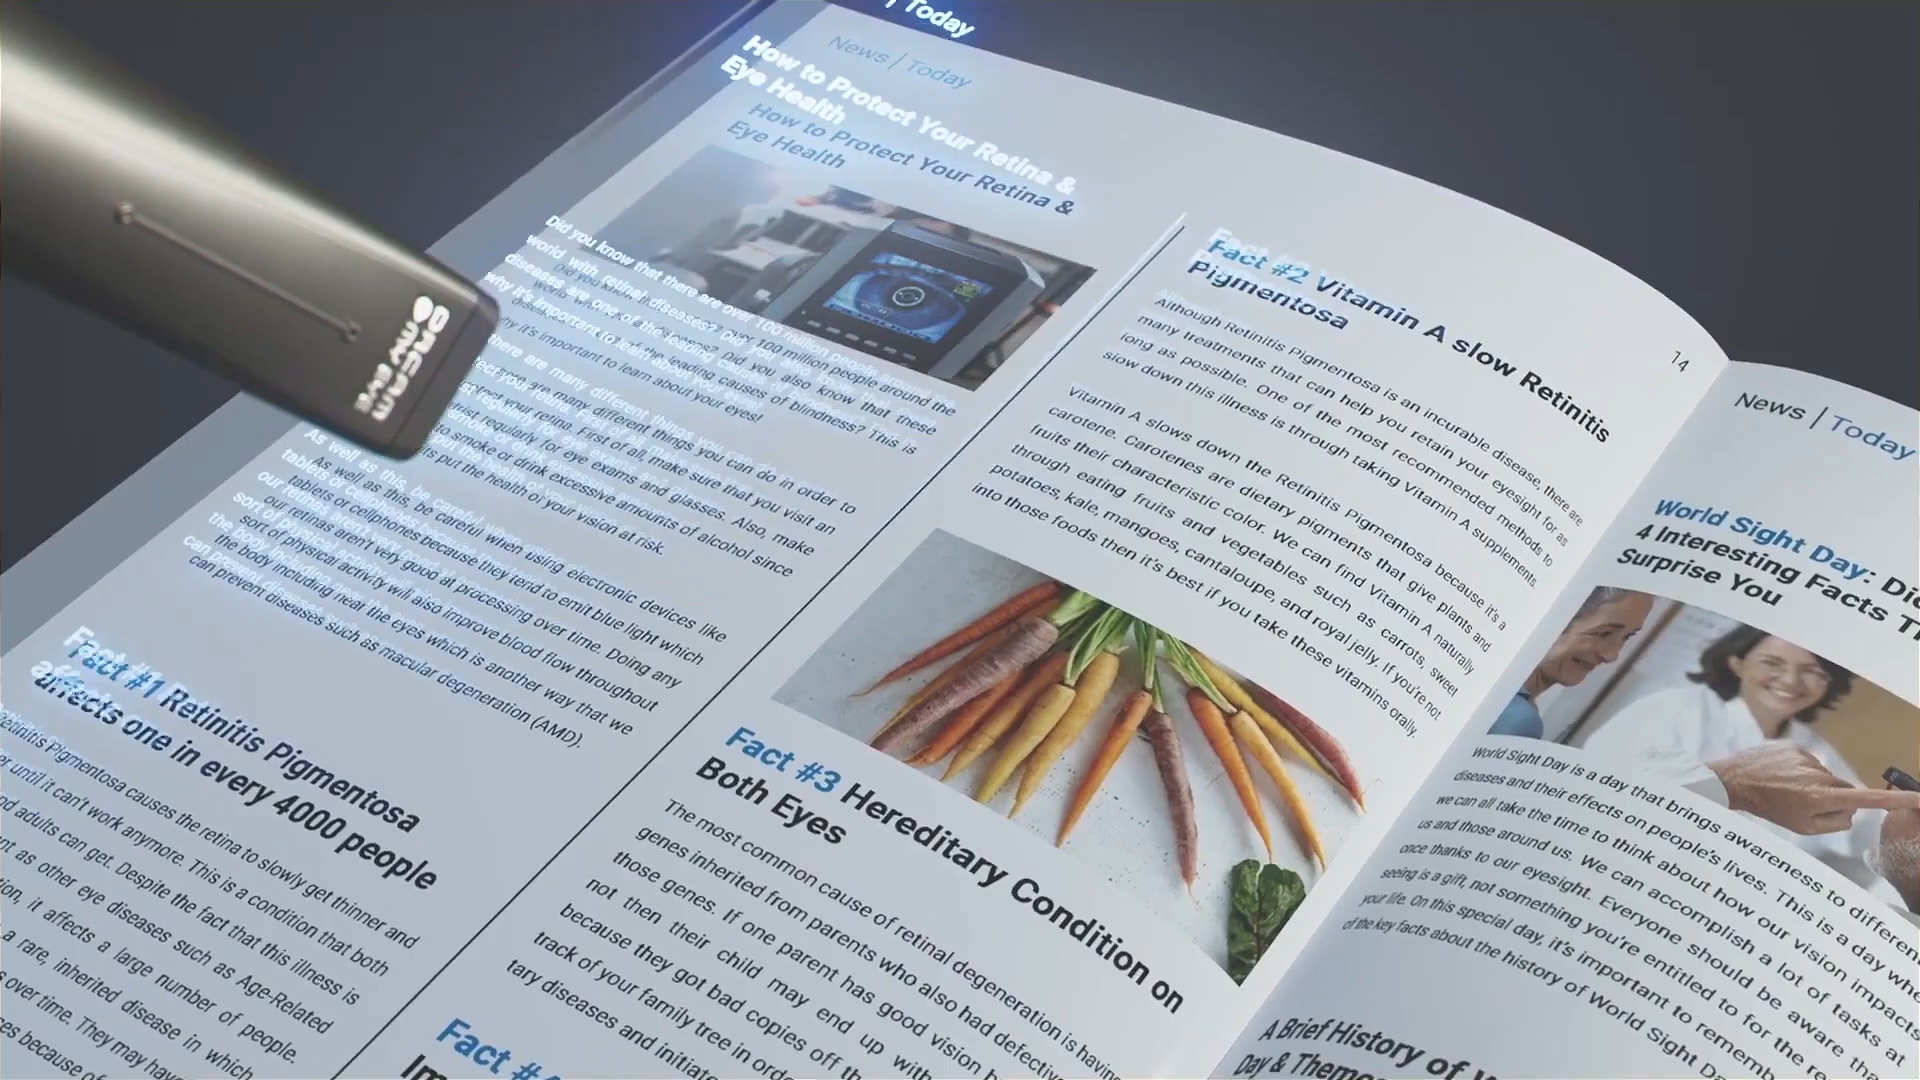 ORCAM
MY EYE
| Today
News | Today
How to Protect Your Retina &
Eye Health
How to Protect Your Retina &
Eye Health
Did you know that there are over 100 million people around the
world with retinal diseases? Did you also know that these
diseases are one of the leading causes of blindness? This is
why it's important to learn about your eyes!
there are many different things you can do in order to
protect your retina. First of all, make sure that you visit an
regularly for eye exams and glasses. Also, make
to smoke or drink excessive amounts of alcohol since
put the health of your vision at risk.
As well as this, be careful when using electronic devices like
tablets or cellphones because they tend to emit blue light which
our retinas aren't very good at processing over time. Doing any
sort of physical activity will also improve blood flow throughout
the body including near the eyes which is another way that we
can prevent diseases such as macular degeneration (AMD).
Fact #1 Retinitis Pigmentosa
affects one in every 4000 people
Retinitis Pigmentosa causes the retina to slowly get thinner and
until it can't work anymore. This is a condition that both
and adults can get. Despite the fact that this illness is
as other eye diseases such as Age-Related
it affects a large number of people.
a rare, inherited disease in which
over time. They may have
because of
Fact #2 Vitamin A slow Retinitis
Pigmentosa
Although Retinitis Pigmentosa is an incurable disease, there are
many treatments that can help you retain your eyesight for as
long as possible. One of the most recommended methods to
slow down this illness is through taking Vitamin A supplements.
Vitamin A slows down the Retinitis Pigmentosa because it's a
carotene. Carotenes are dietary pigments that give plants and
fruits their characteristic color. We can find Vitamin A naturally
through eating fruits and vegetables such as carrots, sweet
potatoes, kale, mangoes, cantaloupe, and royal jelly. If you're not
into those foods then it's best if you take these vitamins orally.
Fact #3 Hereditary Condition on
Both Eyes
The most common cause of retinal degeneration is having
genes inherited from parents who also had defective
those genes. If one parent has good vision
not then their child may end up with
because they got bad copies off
track of your family tree in
tary diseases and initiate
Fact
14
News | Today
World Sight Day:
4 Interesting Facts
Surprise You
World Sight Day is a day that brings awareness to different
diseases and their effects on people's lives. This is a day
we can all take the time to think about how our vision impacts
us and those around us. We can accomplish a lot of tasks at
once thanks to our eyesight. Everyone should be aware
seeing is a gift, not something you're entitled to for the
your life. On this special day, it's important to
of the key facts about the history of World Sight
A Brief History of
Day &